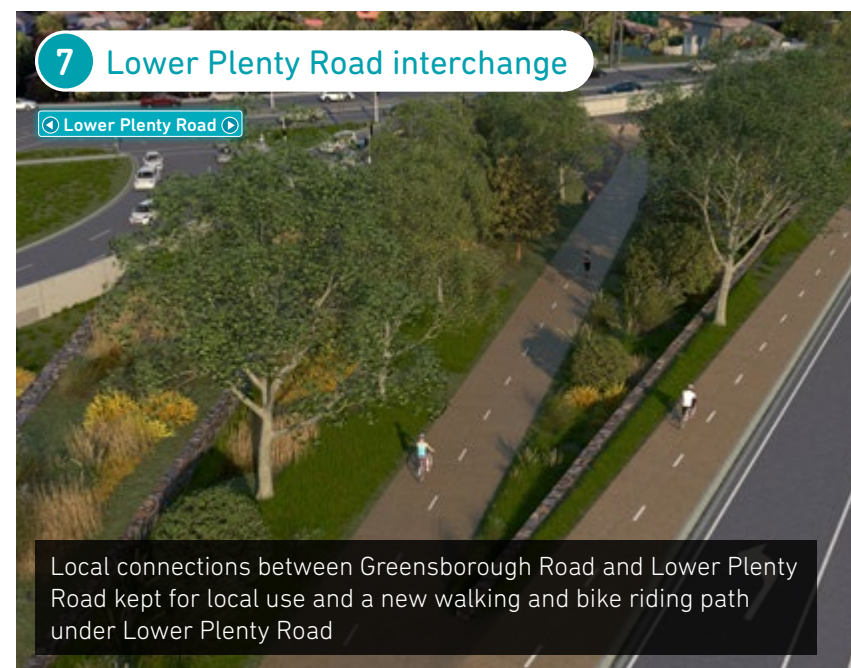 7 Lower Plenty Road interchange
Lower Plenty Road
Local connections between Greensborough Road and Lower Plenty
Road kept for local use and a new walking and bike riding path
under Lower Plenty Road